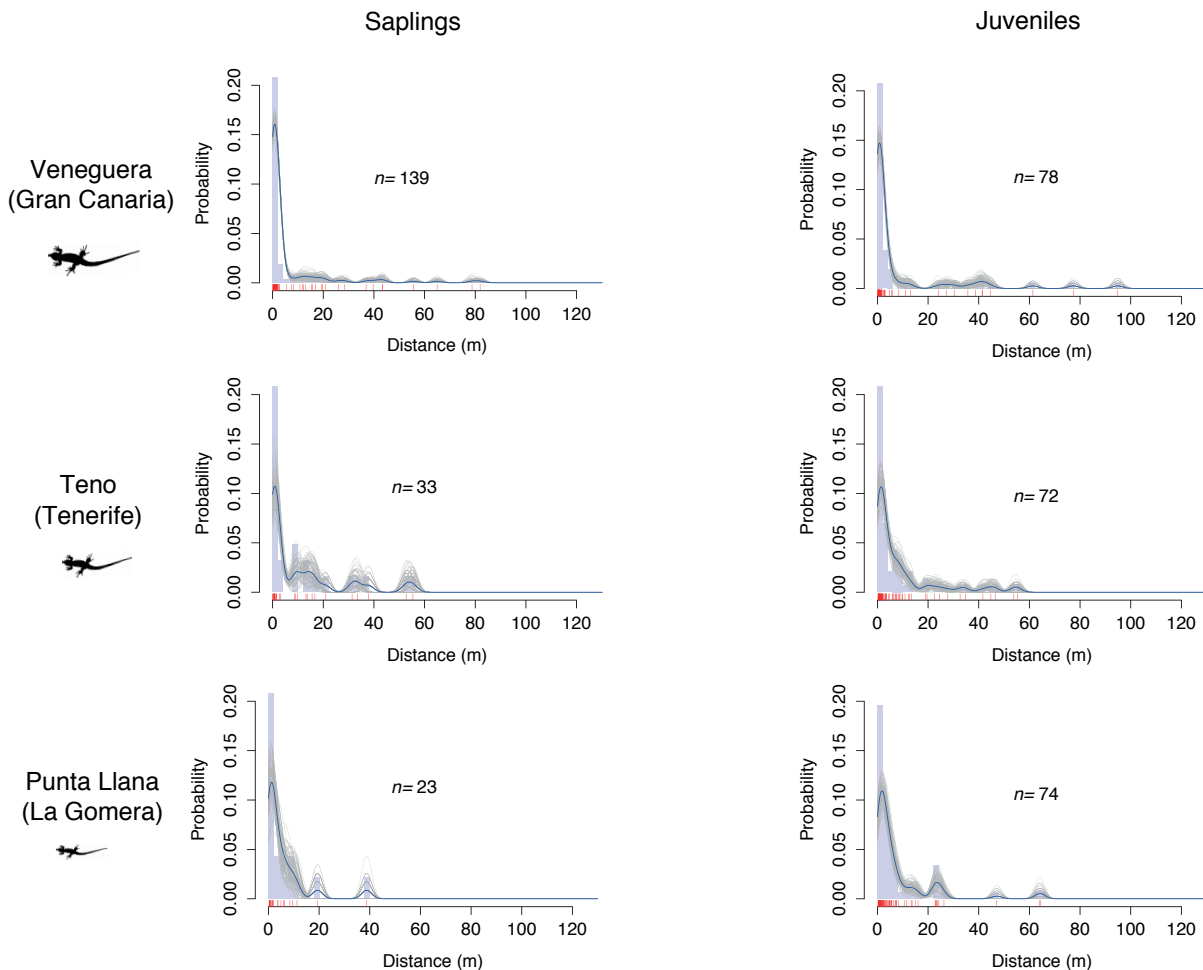 Saplings
Juveniles
Veneguera
(Gran Canaria)
Probability
0.00 0.05 0.10 0.15 0.20
n= 139
0 20 40 60 80 100 120
Distance (m)
Probability
0.00 0.05 0.10 0.15 0.20
n= 78
0 20 40 60 80 100 120
Distance (m)
Teno
(Tenerife)
Probability
0.00 0.05 0.10 0.15 0.20
n= 33
0 20 40 60 80 100 120
Distance (m)
Probability
0.00 0.05 0.10 0.15 0.20
n= 72
0 20 40 60 80 100 120
Distance (m)
Punta Llana
(La Gomera)
Probability
0.00 0.05 0.10 0.15 0.20
n= 23
0 20 40 60 80 100 120
Distance (m)
Probability
0.00 0.05 0.10 0.15 0.20
n= 74
0 20 40 60 80 100 120
Distance (m)